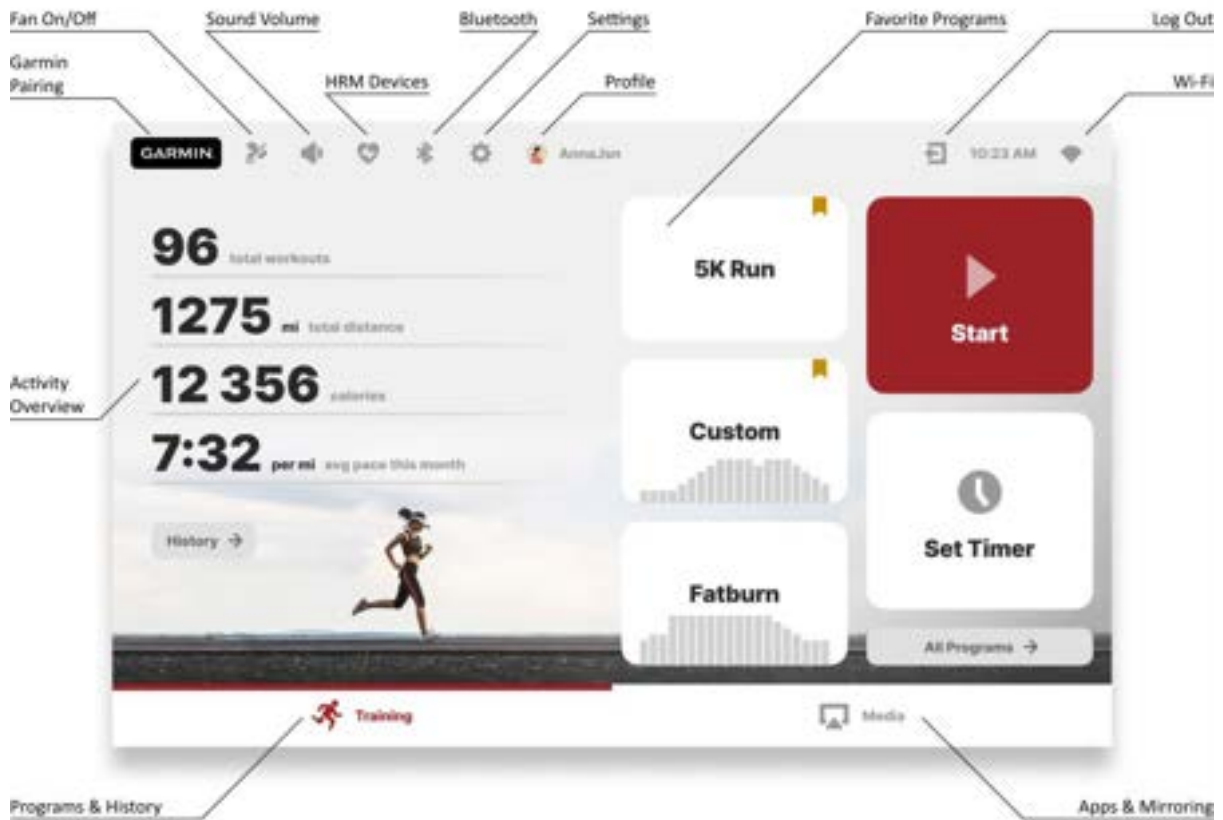 Fan On/Off
Sound Volume
Bluetooth
Settings
Favorite Programs
Log Out
Garmin
Pairing
HRM Devices
Profile
Wi-Fi
GARMIN
AnnaJun
10:23 AM
96 total workouts
1275 mi total distance
12 356 calories
7:32 per mi avg pace this month
History →
5K Run
Custom
Fatburn
Start
Set Timer
All Programs →
Activity
Overview
Training
Media
Programs & History
Apps & Mirroring